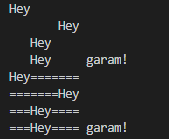 Hey
       Hey
   Hey
   Hey     garam!
Hey=======
=======Hey
===Hey====
===Hey==== garam!